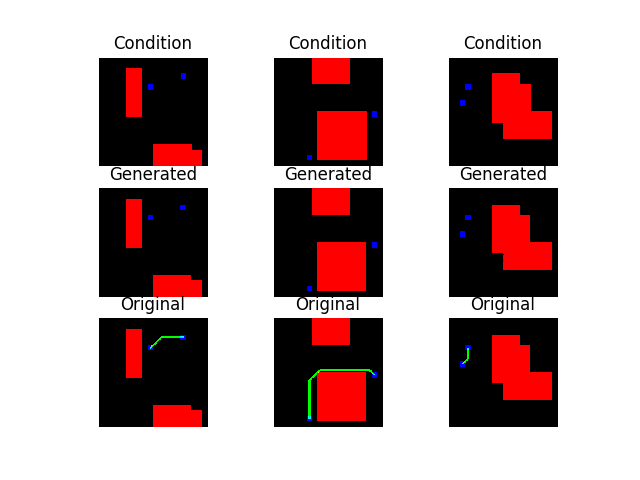 Condition Condition Condition
Generated Generated Generated
Original Original Original